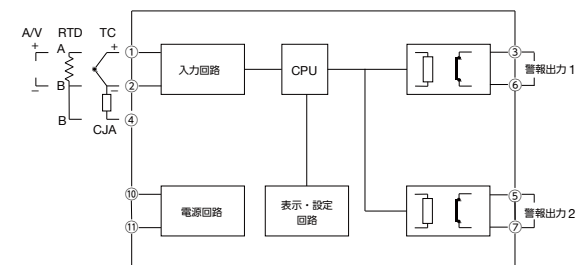 A/V RTD TC
+ A + ① ③
入力回路 CPU 警報出力1
− B − ② ⑥
B CJA ④
⑩ ⑤
電源回路 表示・設定 警報出力2
回路
⑪ ⑦